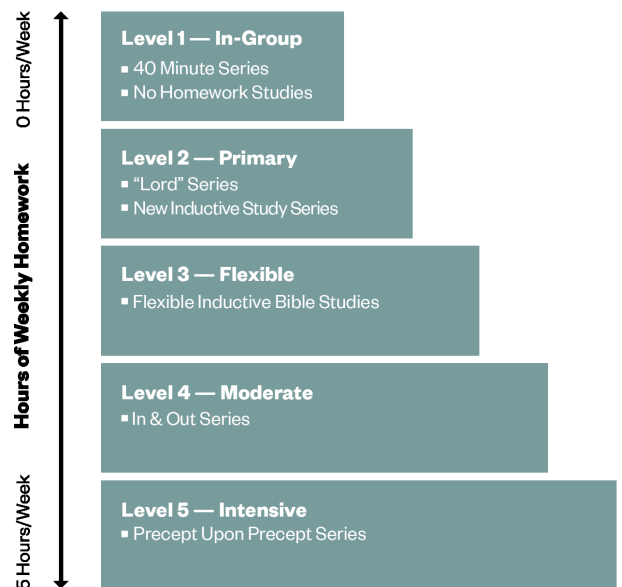 0 Hours/Week
Hours of Weekly Homework
5 Hours/Week
Level 1 — In-Group
▪ 40 Minute Series
▪ No Homework Studies
Level 2 — Primary
▪ “Lord” Series
▪ New Inductive Study Series
Level 3 — Flexible
▪ Flexible Inductive Bible Studies
Level 4 — Moderate
▪ In & Out Series
Level 5 — Intensive
▪ Precept Upon Precept Series